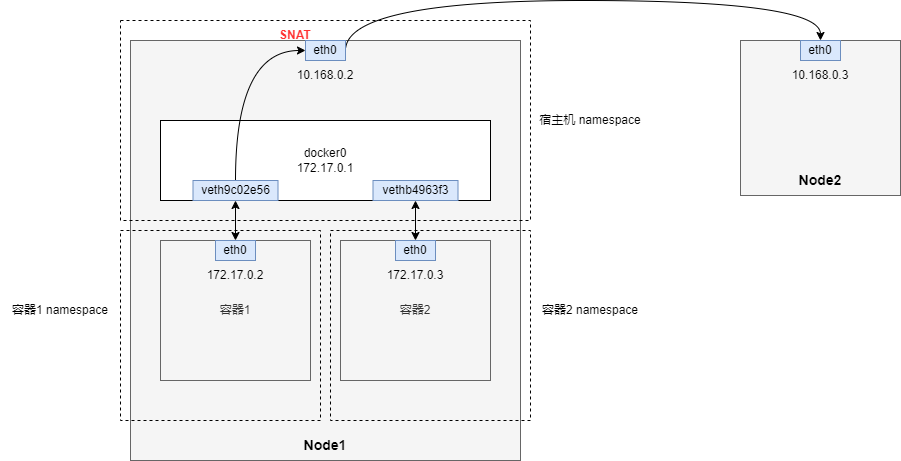 SNAT
eth0
10.168.0.2
eth0
10.168.0.3
宿主机 namespace
docker0
172.17.0.1
Node2
veth9c02e56
vethb4963f3
eth0
172.17.0.2
eth0
172.17.0.3
容器1 namespace
容器1
容器2
容器2 namespace
Node1